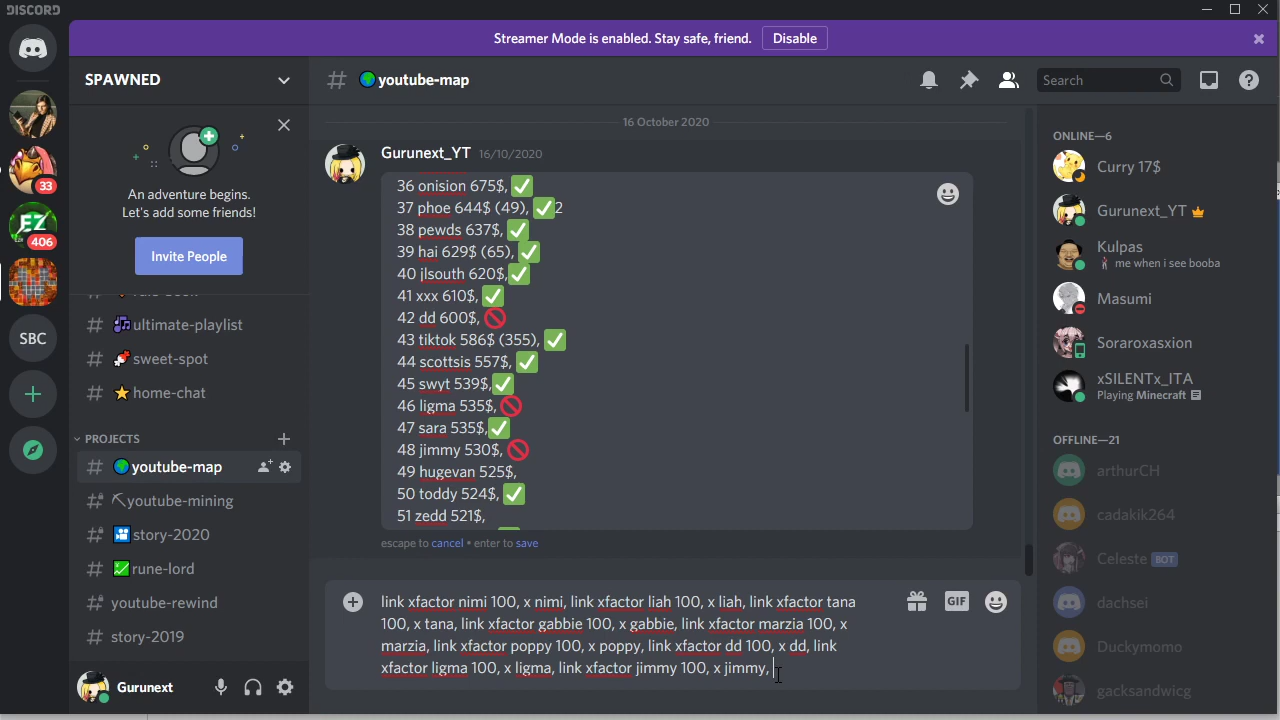 DISCORD
Streamer Mode is enabled. Stay safe, friend. Disable
SPAWNED
An adventure begins.
Let's add some friends!
Invite People
33
406
SBC
ultimate-playlist
sweet-spot
home-chat
PROJECTS
youtube-map
youtube-mining
story-2020
rune-lord
youtube-rewind
story-2019
Gurunext
# youtube-map
Search
16 October 2020
Gurunext_YT 16/10/2020
36 onision 675$, ✅
37 phoe 644$ (49), ✅2
38 pewds 637$, ✅
39 hai 629$ (65), ✅
40 jlsouth 620$,✅
41 xxx 610$, ✅
42 dd 600$, 🚫
43 tiktok 586$ (355), ✅
44 scottsis 557$, ✅
45 swyt 539$,✅
46 ligma 535$, 🚫
47 sara 535$,✅
48 jimmy 530$, 🚫
49 hugevan 525$,
50 toddy 524$, ✅
51 zedd 521$,
escape to cancel • enter to save
link xfactor nimi 100, x nimi, link xfactor liah 100, x liah, link xfactor tana
100, x tana, link xfactor gabbie 100, x gabbie, link xfactor marzia 100, x
marzia, link xfactor poppy 100, x poppy, link xfactor dd 100, x dd, link
xfactor ligma 100, x ligma, link xfactor jimmy 100, x jimmy,
GIF
ONLINE—6
Curry 17$
Gurunext_YT
Kulpas
me when i see booba
Masumi
Soraroxasxion
xSILENTx_ITA
Playing Minecraft
OFFLINE—21
arthurCH
cadakik264
Celeste BOT
dachsei
Duckymomo
gacksandwicg